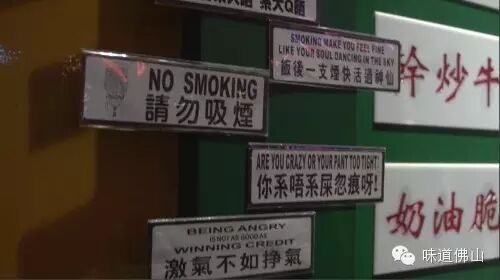 SMOKING MAKE YOU FEEL FINE
LIKE YOUR SOUL DANCING IN THE SKY
飯後一支煙快活過神仙
NO SMOKING
請勿吸煙
ARE YOU CRAZY OR YOUR PANT TOO TIGHT!
你系唔系屎忽痕呀!
BEING ANGRY
IS NOT AS GOOD AS
WINNING CREDIT
激氣不如掙氣
炒牛
奶油脆
味道佛山